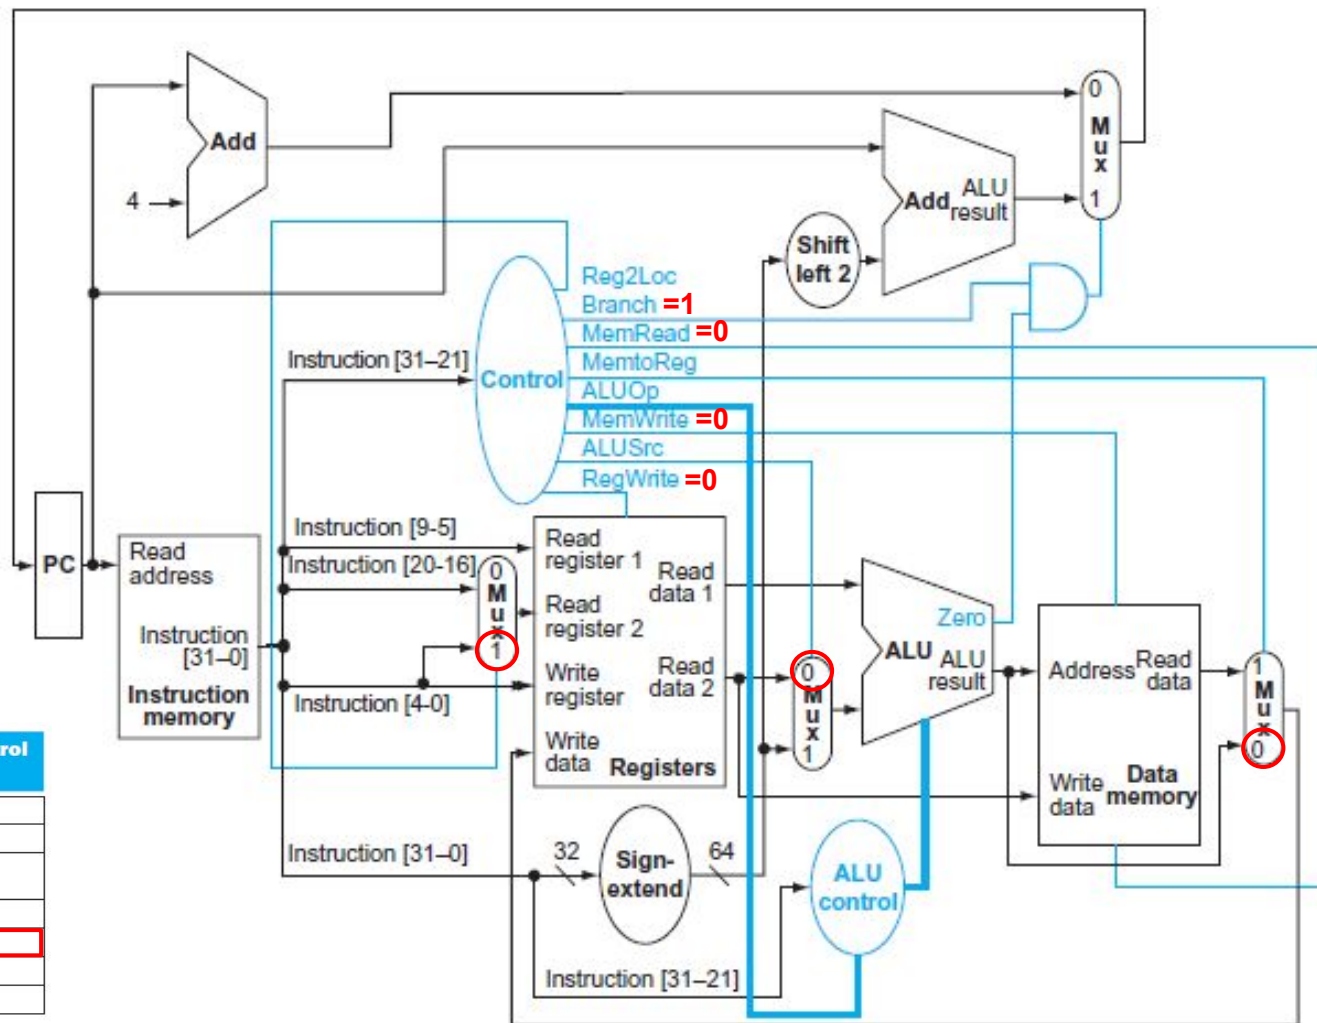 0
Mux
1
Add
4
Add ALU result
Shift left 2
Reg2Loc
Branch =1
MemRead =0
MemtoReg
ALUOp
MemWrite =0
ALUSrc
RegWrite =0
Instruction [31–21]
Control
Instruction [9-5]
Instruction [20-16]
Instruction [4-0]
PC
Read address
Instruction [31–0]
Instruction memory
0
Mux
1
Read register 1
Read register 2
Write register
Write data
Read data 1
Read data 2
Registers
0
Mux
1
Zero
ALU
ALU result
Address
Read data
Write data
Data memory
1
Mux
0
Instruction [31–0]
32
Sign-extend
64
ALU control
Instruction [31–21]